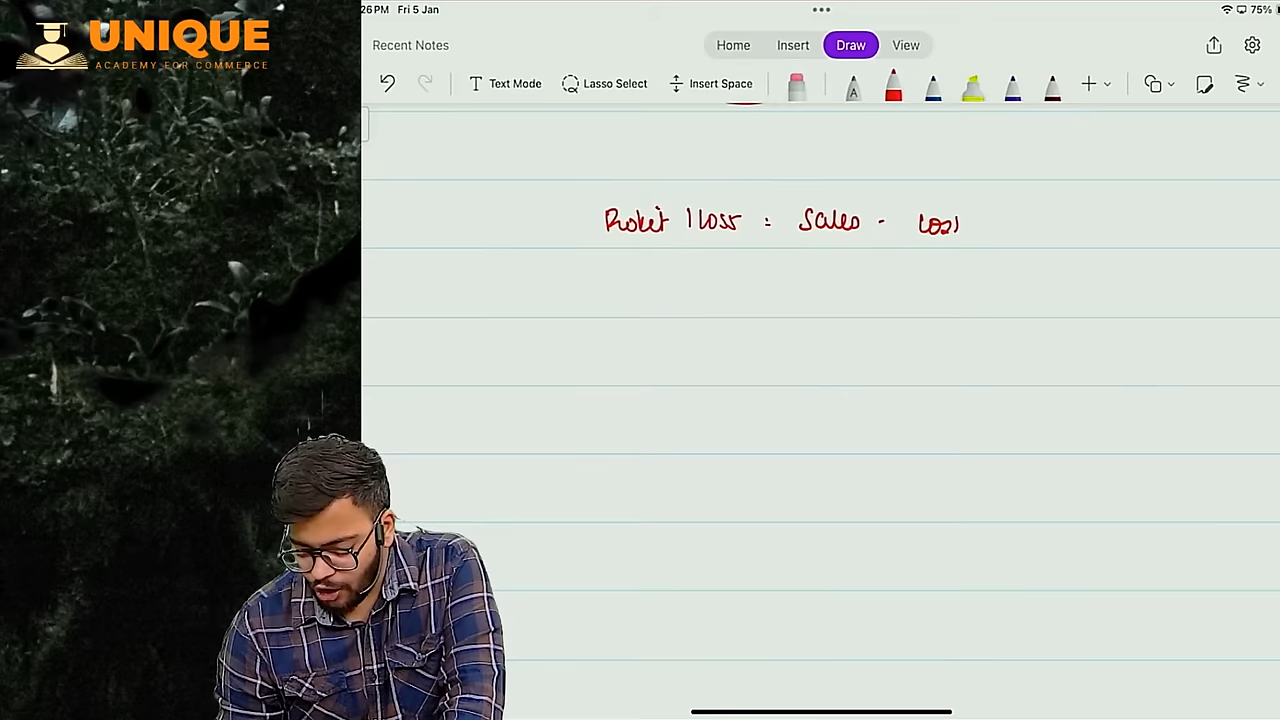 UNIQUE
ACADEMY FOR COMMERCE
26 PM Fri 5 Jan
75%
Recent Notes
Home Insert Draw View
Text Mode Lasso Select Insert Space
A
Profit / Loss = Sales - Cost